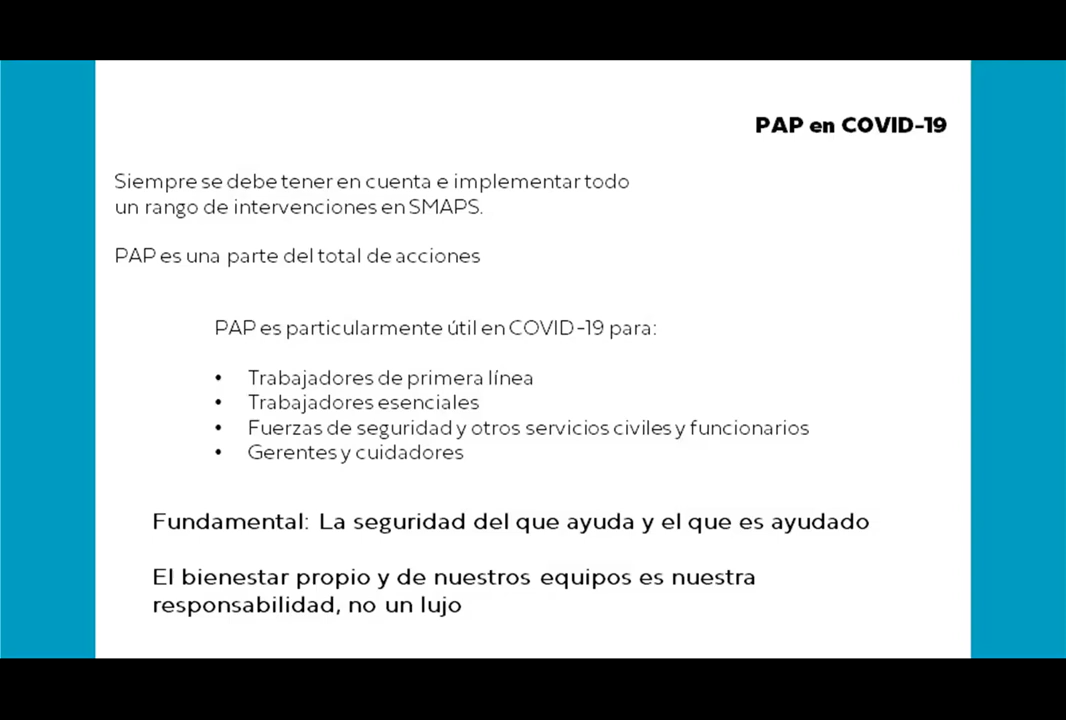 PAP en COVID-19
Siempre se debe tener en cuenta e implementar todo
un rango de intervenciones en SMAPS.
PAP es una parte del total de acciones
PAP es particularmente útil en COVID-19 para:
• Trabajadores de primera línea
• Trabajadores esenciales
• Fuerzas de seguridad y otros servicios civiles y funcionarios
• Gerentes y cuidadores
Fundamental: La seguridad del que ayuda y el que es ayudado
El bienestar propio y de nuestros equipos es nuestra
responsabilidad, no un lujo